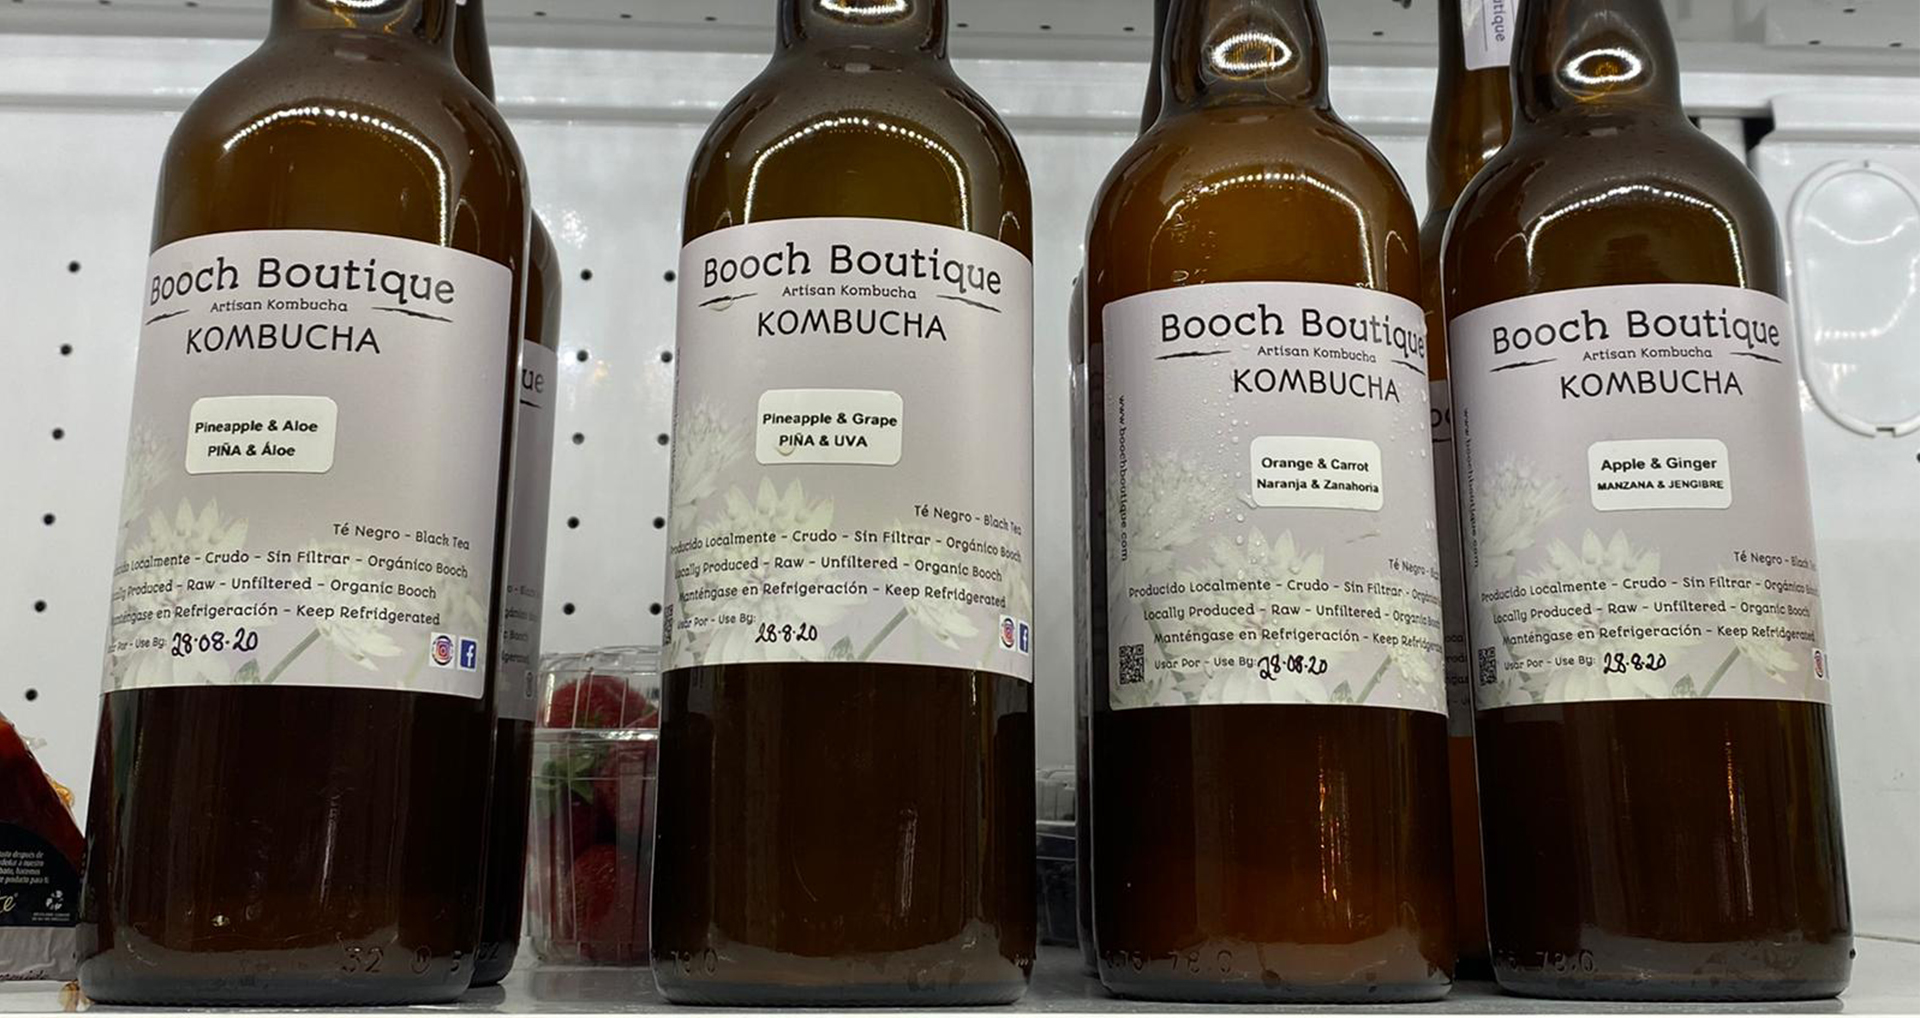 Booch Boutique
Artisan Kombucha
KOMBUCHA
Pineapple & Aloe
PIÑA & Áloe
Té Negro - Black Tea
Localmente - Crudo - Sin Filtrar - Orgánico Booch
Produced - Raw - Unfiltered - Organic Booch
en Refrigeración - Keep Refridgerated
Por - Use By: 28·08·20
32
Booch Boutique
Artisan Kombucha
KOMBUCHA
Pineapple & Grape
PIÑA & UVA
Té Negro - Black Tea
Producido Localmente - Crudo - Sin Filtrar - Orgánico Booch
Locally Produced - Raw - Unfiltered - Organic Booch
Manténgase en Refrigeración - Keep Refridgerated
Usar Por - Use By: 28·8·20
Booch Boutique
Artisan Kombucha
KOMBUCHA
www.boochboutique.com
Orange & Carrot
Naranja & Zanahoria
Té Negro -
Producido Localmente - Crudo - Sin Filtrar -
Locally Produced - Raw - Unfiltered -
Manténgase en Refrigeración - Keep
Usar Por - Use By: 28·08·20
Booch Boutique
Artisan Kombucha
KOMBUCHA
www.boochboutique.com
Apple & Ginger
MANZANA & JENGIBRE
Té Negro - Black
Producido Localmente - Crudo - Sin Filtrar -
Locally Produced - Raw - Unfiltered - Organic Booch
Manténgase en Refrigeración - Keep Refridgerated
Usar Por - Use By: 28·8·20